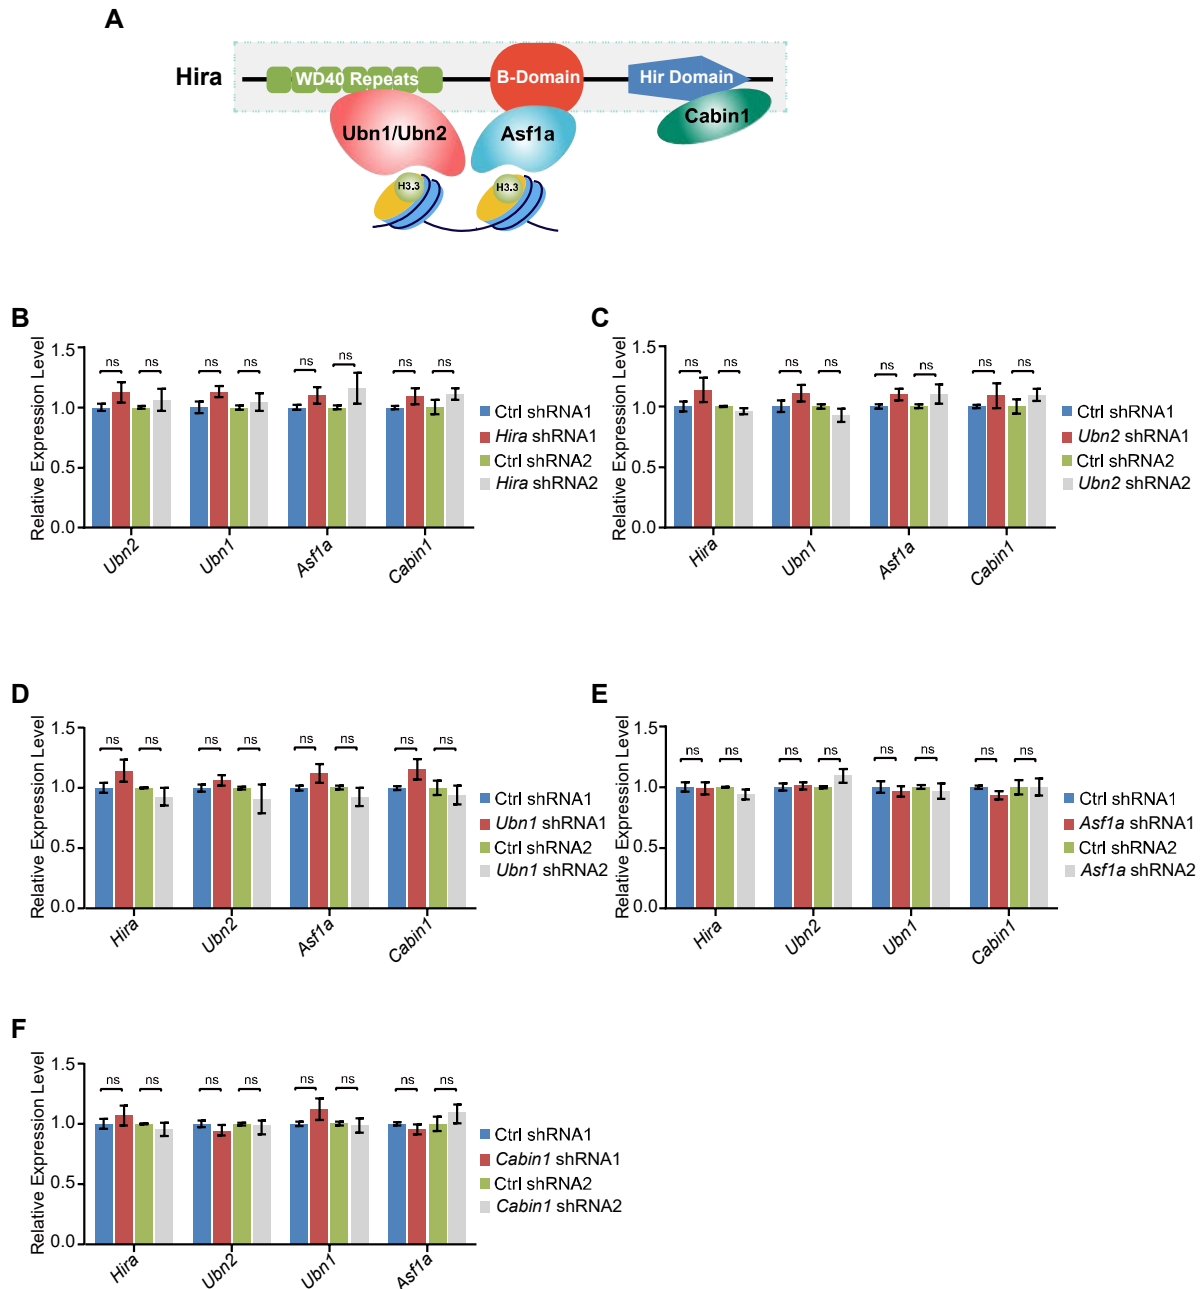 A
Hira
WD40 Repeats
B-Domain
Hir Domain
Ubn1/Ubn2
Asf1a
Cabin1
H3.3
H3.3
B
Relative Expression Level
1.5
1.0
0.5
0.0
ns ns ns ns ns ns ns ns
Ubn2 Ubn1 Asf1a Cabin1
Ctrl shRNA1
Hira shRNA1
Ctrl shRNA2
Hira shRNA2
C
Relative Expression Level
1.5
1.0
0.5
0.0
ns ns ns ns ns ns ns ns
Hira Ubn1 Asf1a Cabin1
Ctrl shRNA1
Ubn2 shRNA1
Ctrl shRNA2
Ubn2 shRNA2
D
Relative Expression Level
1.5
1.0
0.5
0.0
ns ns ns ns ns ns ns ns
Hira Ubn2 Asf1a Cabin1
Ctrl shRNA1
Ubn1 shRNA1
Ctrl shRNA2
Ubn1 shRNA2
E
Relative Expression Level
1.5
1.0
0.5
0.0
ns ns ns ns ns ns ns ns
Hira Ubn2 Ubn1 Cabin1
Ctrl shRNA1
Asf1a shRNA1
Ctrl shRNA2
Asf1a shRNA2
F
Relative Expression Level
1.5
1.0
0.5
0.0
ns ns ns ns ns ns ns ns
Hira Ubn2 Ubn1 Asf1a
Ctrl shRNA1
Cabin1 shRNA1
Ctrl shRNA2
Cabin1 shRNA2